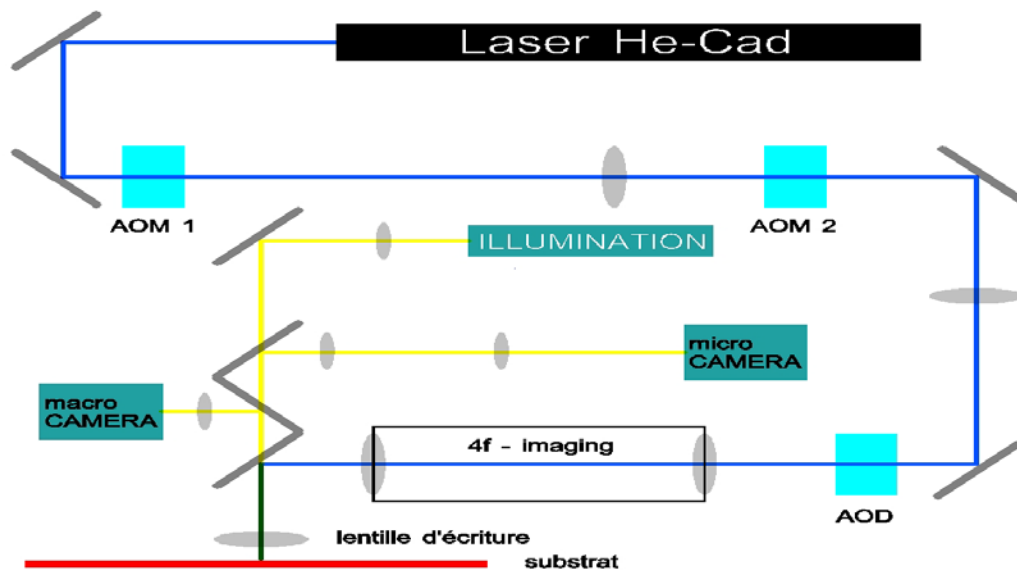 Laser He-Cad
AOM 1
AOM 2
ILLUMINATION
micro
CAMERA
macro
CAMERA
4f - imaging
AOD
lentille d'écriture
substrat